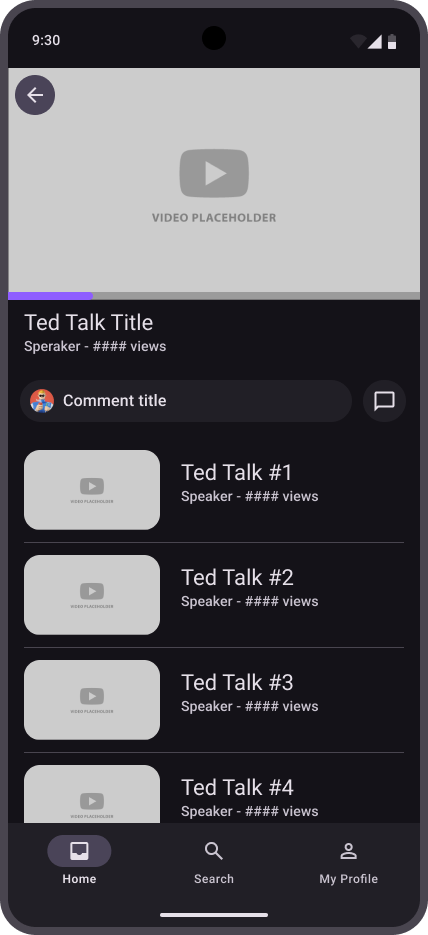 9:30
VIDEO PLACEHOLDER
Ted Talk Title
Speraker - #### views
Comment title
VIDEO PLACEHOLDER
Ted Talk #1
Speaker - #### views
VIDEO PLACEHOLDER
Ted Talk #2
Speaker - #### views
VIDEO PLACEHOLDER
Ted Talk #3
Speaker - #### views
VIDEO PLACEHOLDER
Ted Talk #4
Speaker - #### views
Home
Search
My Profile